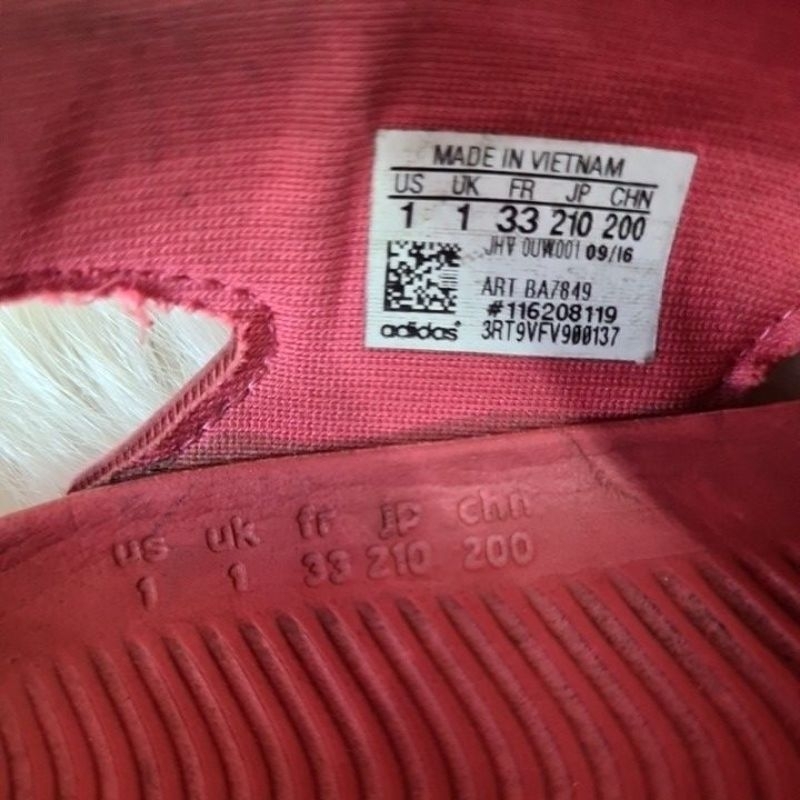 MADE IN VIETNAM
US UK FR JP CHN
1 1 33 210 200
JHV 0UW001 09/16
ART BA7849
#116208119
adidas 3RT9VFV900137
us uk fr jp chn
1 1 33 210 200